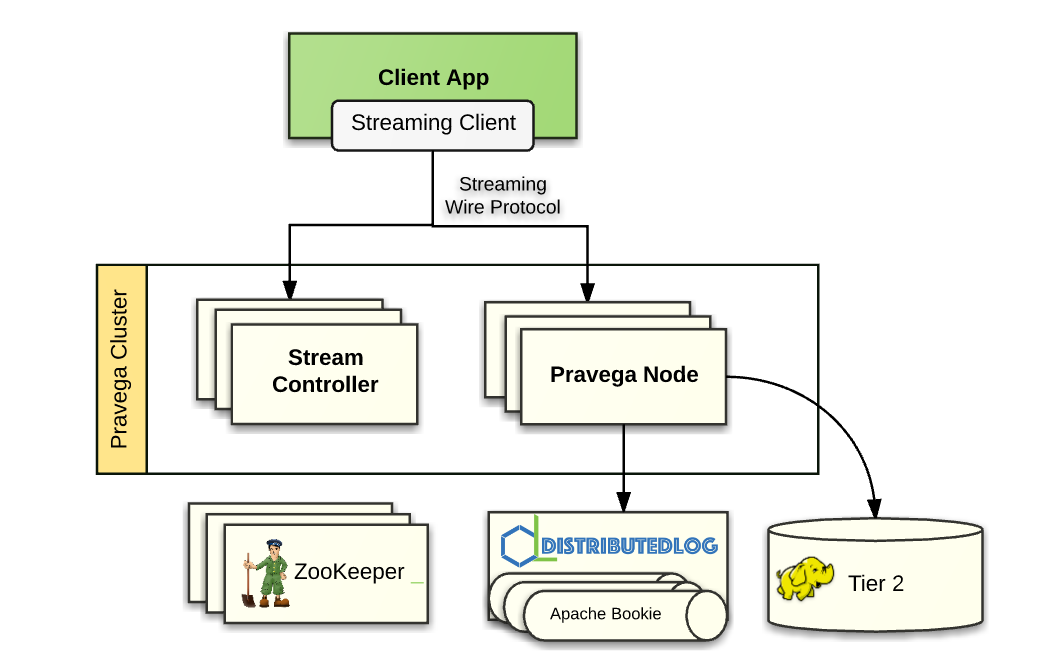 Client App
Streaming Client
Streaming
Wire Protocol
Pravega Cluster
Stream
Controller
Pravega Node
ZooKeeper _
DISTRIBUTEDLOG
Apache Bookie
Tier 2